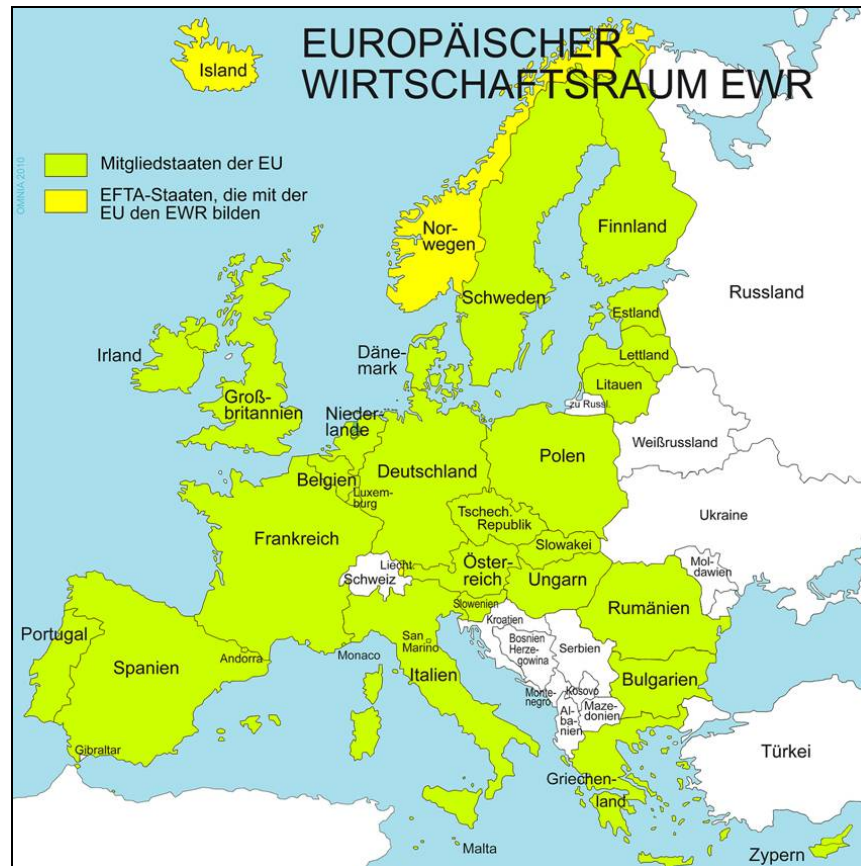 EUROPÄISCHER
WIRTSCHAFTSRAUM EWR
Island
Mitgliedstaaten der EU
EFTA-Staaten, die mit der
EU den EWR bilden
OMNIA 2010
Nor-
wegen
Finnland
Schweden
Russland
Estland
Lettland
Litauen
zu Russl.
Irland
Däne-
mark
Groß-
britannien
Nieder-
lande
Weißrussland
Polen
Deutschland
Belgien
Luxem-
burg
Tschech.
Republik
Ukraine
Frankreich
Slowakei
Öster-
reich
Liecht.
Schweiz
Ungarn
Mol-
dawien
Rumänien
Slowenien
Kroatien
Portugal
Spanien
Andorra
Monaco
San
Marino
Italien
Bosnien
Herze-
gowina
Serbien
Monte-
negro
Kosovo
Bulgarien
Al-
ba-
nien
Maze-
donien
Türkei
Gibraltar
Griechen-
land
Malta
Zypern